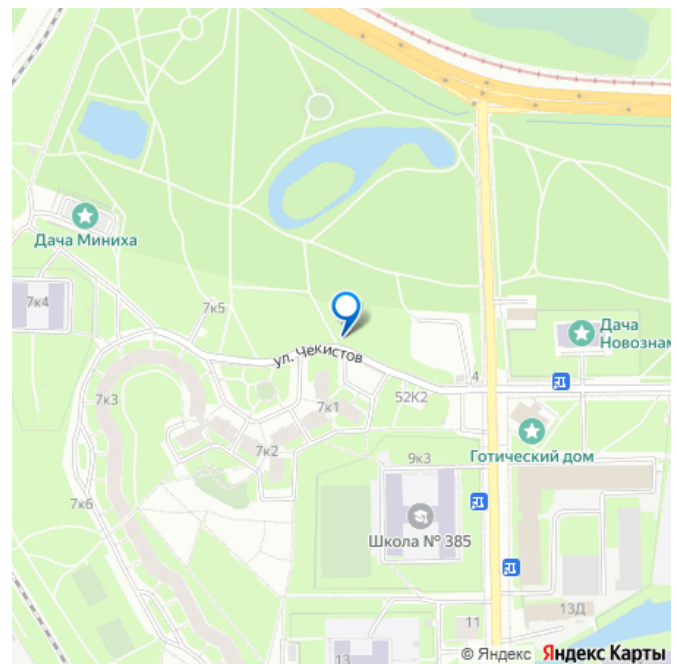 Дача Миниха
7к4
7к5
Дача
Новознам
ул. Чекистов
4
7к3
7к1
52К2
7к2
Готический дом
9к3
7к6
Школа № 385
13Д
11
13
© Яндекс Яндекс Карты